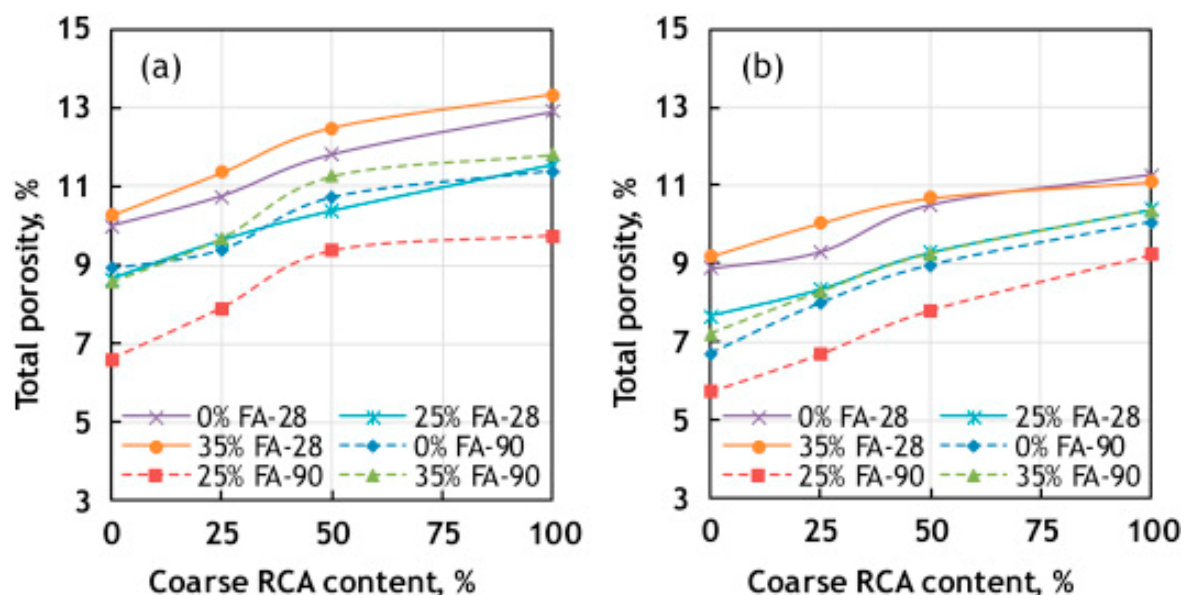 (a)
Total porosity, %
15
13
11
9
7
5
3
0% FA-28
25% FA-28
35% FA-28
0% FA-90
25% FA-90
35% FA-90
0
25
50
75
100
Coarse RCA content, %
(b)
Total porosity, %
15
13
11
9
7
5
3
0% FA-28
25% FA-28
35% FA-28
0% FA-90
25% FA-90
35% FA-90
0
25
50
75
100
Coarse RCA content, %